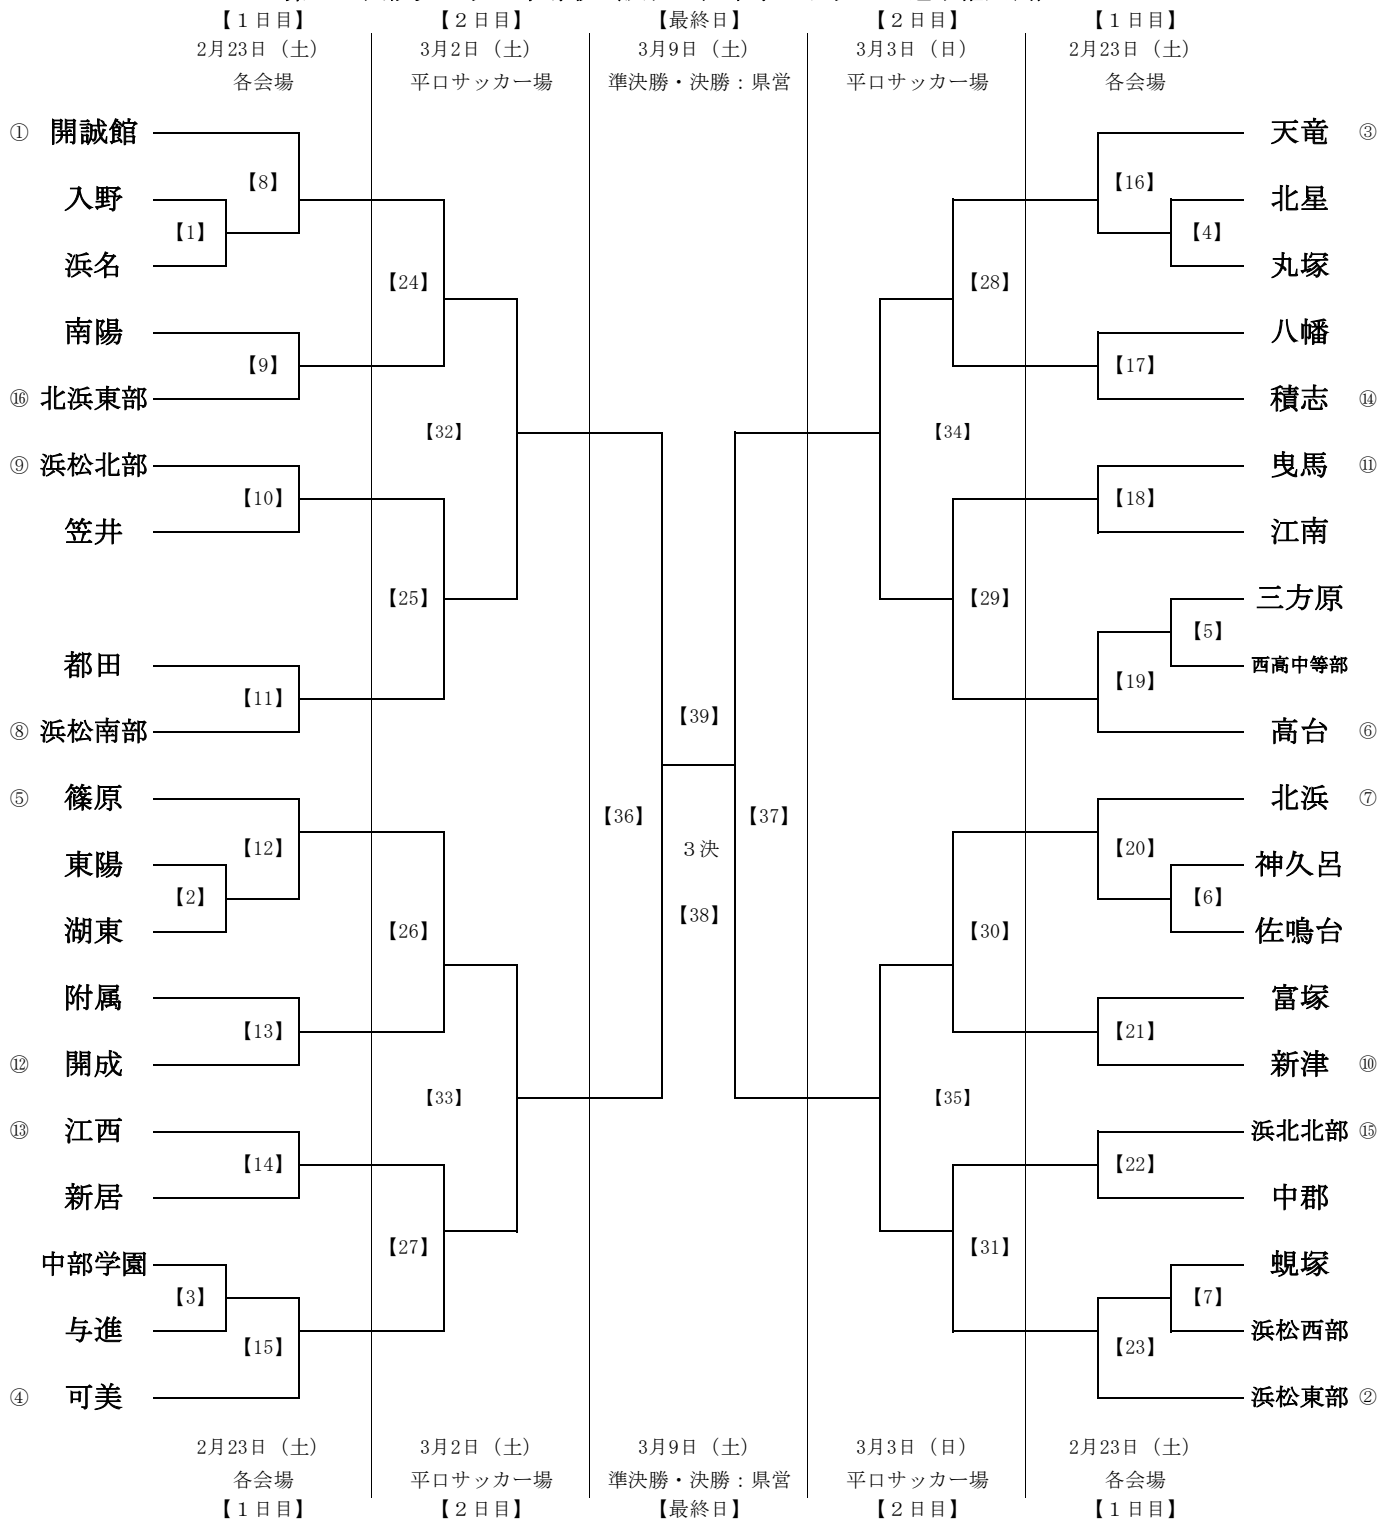 【１日目】 【２日目】 【最終日】 【２日目】 【１日目】
2月23日（土） 3月2日（土） 3月9日（土） 3月3日（日） 2月23日（土）
各会場 平口サッカー場 準決勝・決勝：県営 平口サッカー場 各会場
① 開誠館 天竜 ③
【8】 【16】
入野 北星
【1】 【4】
浜名 丸塚
【24】 【28】
南陽 八幡
【9】 【17】
⑯ 北浜東部 積志 ⑭
【32】 【34】
⑨ 浜松北部 曳馬 ⑪
【10】 【18】
笠井 江南
【25】 【29】 三方原
【5】
都田 西高中等部
【11】 【19】
【39】
⑧ 浜松南部 高台 ⑥
⑤ 篠原 北浜 ⑦
【36】 【37】
【12】 ３決 【20】
東陽 神久呂
【2】 【6】
【38】
湖東 【26】 【30】 佐鳴台
附属 富塚
【13】 【21】
⑫ 開成 新津 ⑩
【33】 【35】
⑬ 江西 浜北北部 ⑮
【14】 【22】
新居 中郡
【27】 【31】
中部学園 蜆塚
【3】 【7】
与進 浜松西部
【15】 【23】
④ 可美 浜松東部 ②
2月23日（土） 3月2日（土） 3月9日（土） 3月3日（日） 2月23日（土）
各会場 平口サッカー場 準決勝・決勝：県営 平口サッカー場 各会場
【１日目】 【２日目】 【最終日】 【２日目】 【１日目】